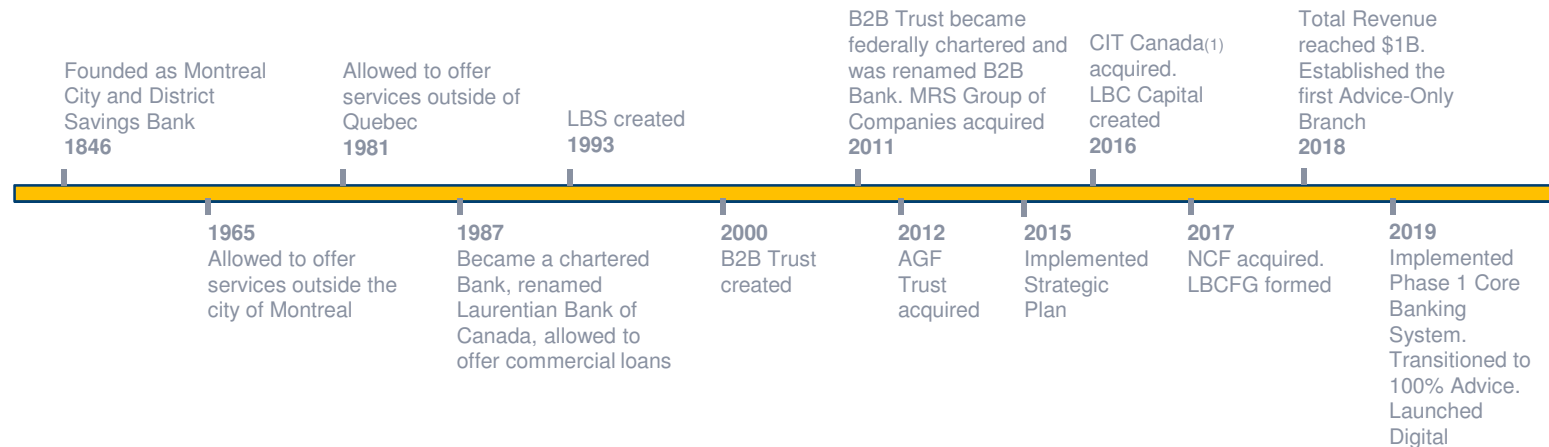 Founded as Montreal
City and District
Savings Bank
1846
Allowed to offer
services outside of
Quebec
1981
LBS created
1993
B2B Trust became
federally chartered and
was renamed B2B
Bank. MRS Group of
Companies acquired
2011
CIT Canada(1)
acquired.
LBC Capital
created
2016
Total Revenue
reached $1B.
Established the
first Advice-Only
Branch
2018
1965
Allowed to offer
services outside the
city of Montreal
1987
Became a chartered
Bank, renamed
Laurentian Bank of
Canada, allowed to
offer commercial loans
2000
B2B Trust
created
2012
AGF
Trust
acquired
2015
Implemented
Strategic
Plan
2017
NCF acquired.
LBCFG formed
2019
Implemented
Phase 1 Core
Banking
System.
Transitioned to
100% Advice.
Launched
Digital